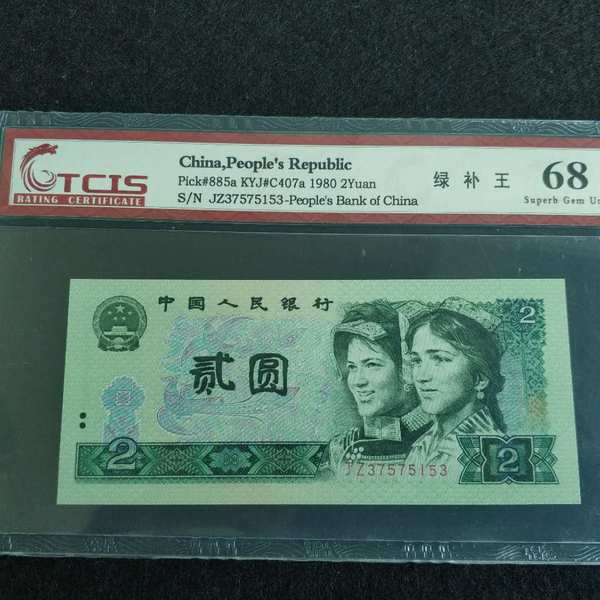 TCIS
RATING CERTIFICATE
China,People's Republic
Pick#885a KYJ#C407a 1980 2Yuan
S/N JZ37575153-People's Bank of China
绿补王
68
Superb Gem
中国人民银行
贰圆
2
2
2
JZ37575153